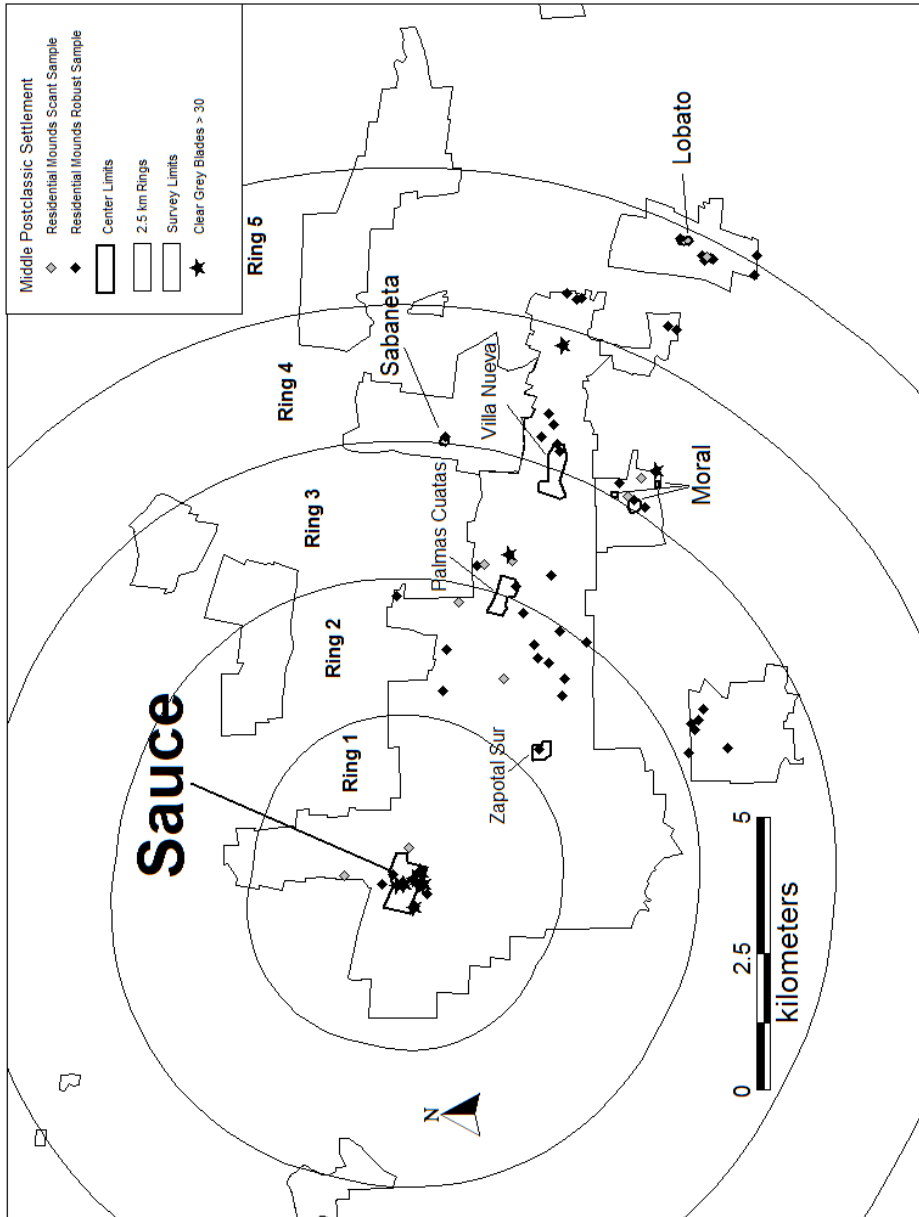 Middle Postclassic Settlement
Residential Mounds Scant Sample
Residential Mounds Robust Sample
Center Limits
2.5 km Rings
Survey Limits
Clear Grey Blades > 30
Ring 5
Ring 4
Ring 3
Ring 2
Ring 1
Sauce
Sabaneta
Lobato
Villa Nueva
Palmas Cuatas
Moral
Zapotal Sur
N
0 2.5 5
kilometers